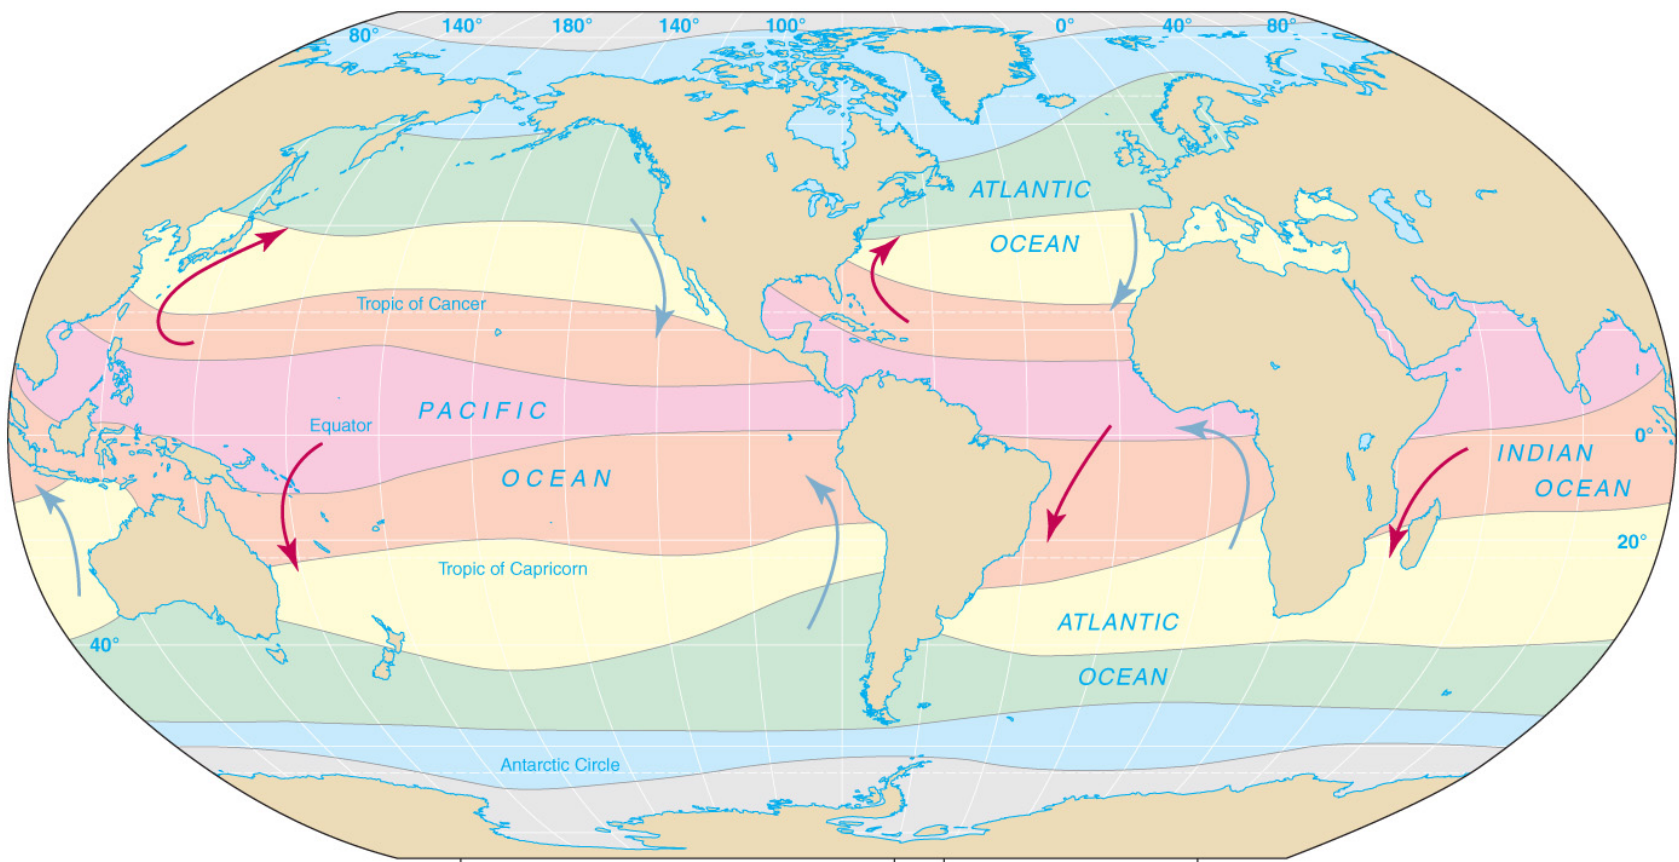 140° 180° 140° 100° 0° 40° 80°
80°
ATLANTIC
OCEAN
Tropic of Cancer
PACIFIC
Equator
0°
INDIAN
OCEAN
OCEAN
20°
Tropic of Capricorn
ATLANTIC
40°
OCEAN
Antarctic Circle